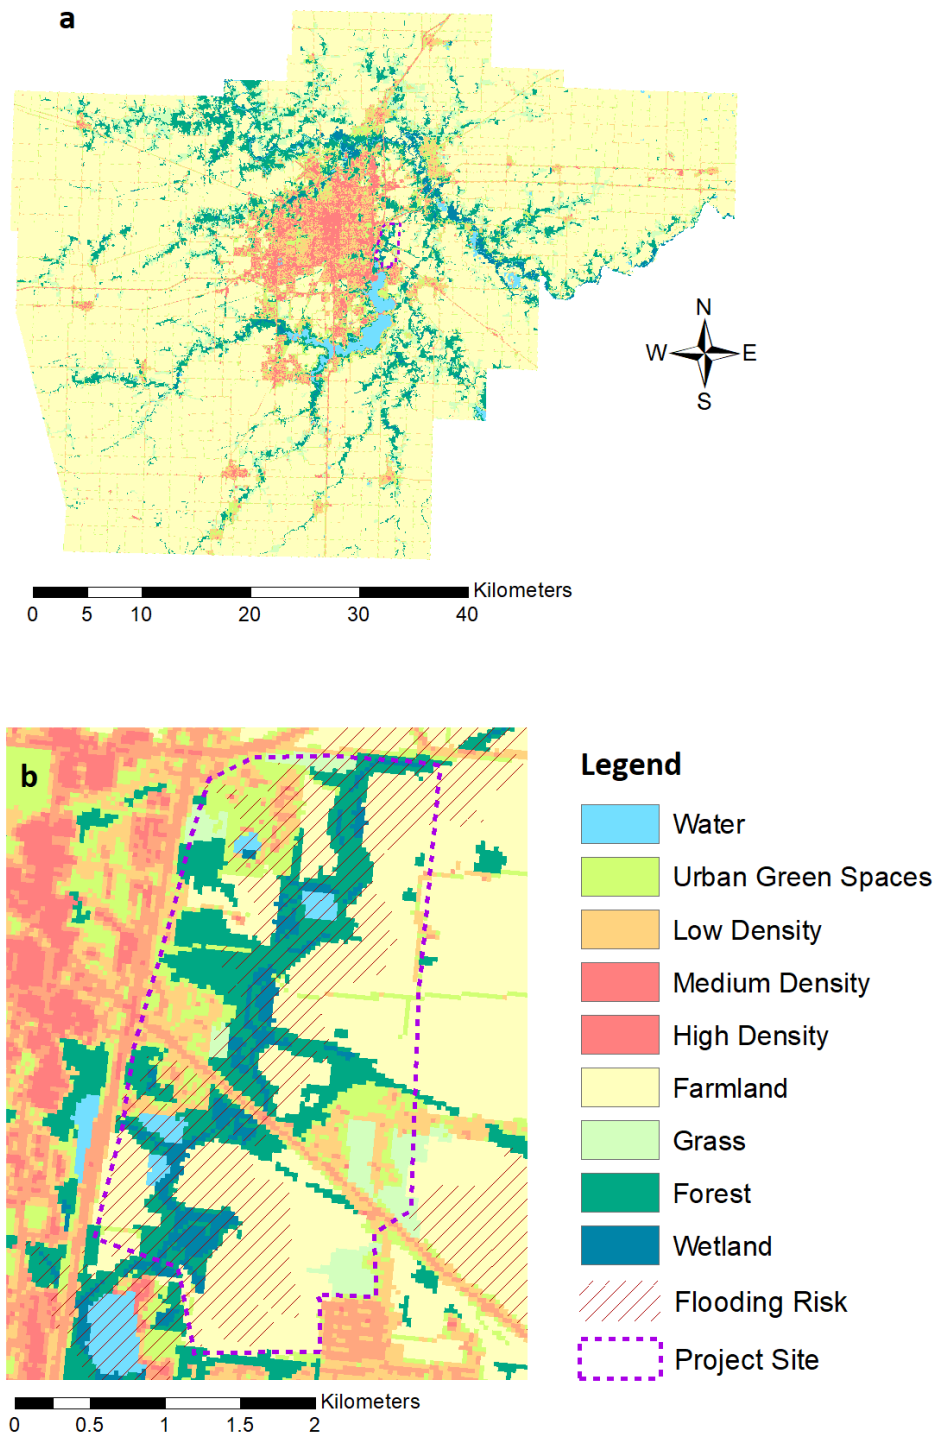 a
N
W E
S
Kilometers
0 5 10 20 30 40
b
Legend
Water
Urban Green Spaces
Low Density
Medium Density
High Density
Farmland
Grass
Forest
Wetland
Flooding Risk
Project Site
Kilometers
0 0.5 1 1.5 2